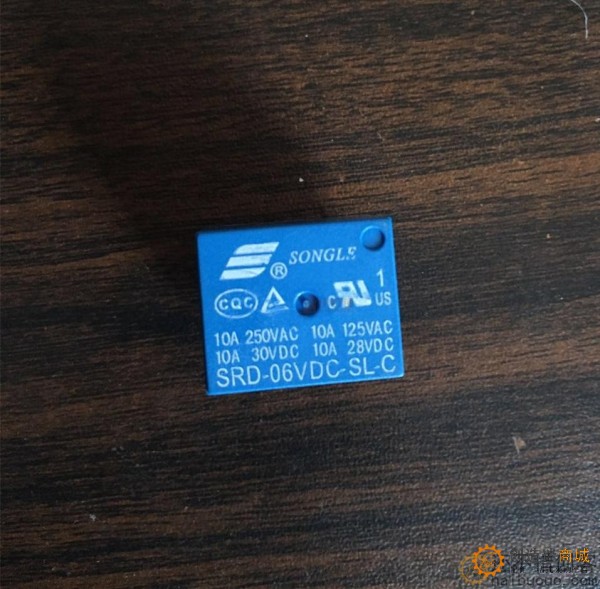 SONGLE
®
1
CQC C US
10A 250VAC 10A 125VAC
10A 30VDC 10A 28VDC
SRD-06VDC-SL-C
商城